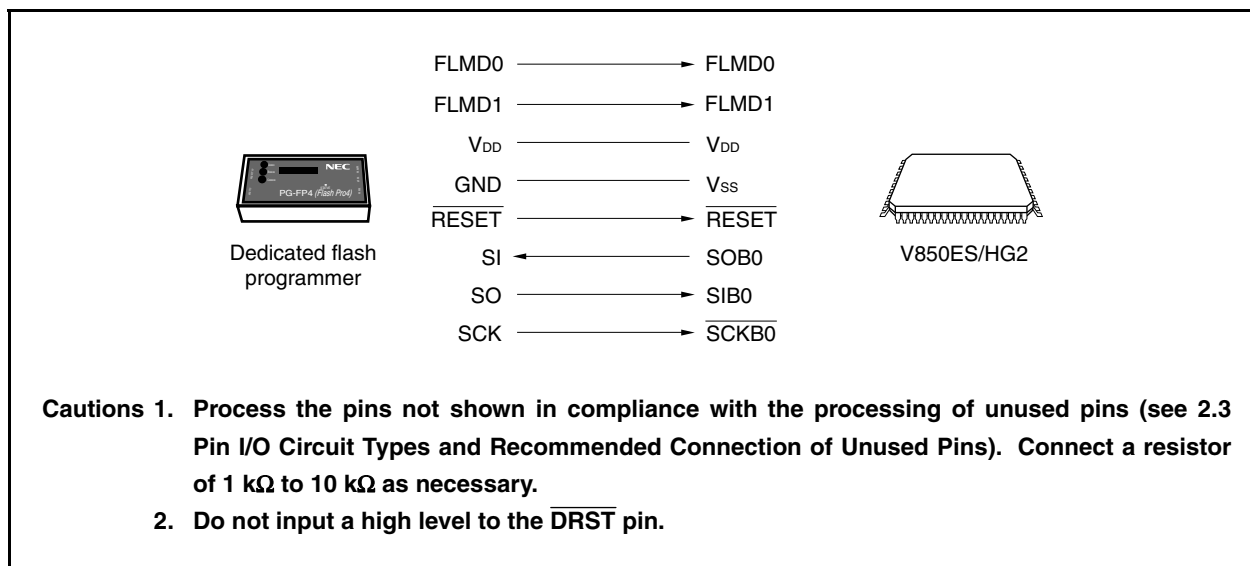 FLMD0 FLMD0
FLMD1 FLMD1
VDD VDD
NEC
PG-FP4 (Flash Pro4)
GND VSS
RESET RESET
Dedicated flash
programmer
SI SOB0
V850ES/HG2
SO SIB0
SCK SCKB0
Cautions 1. Process the pins not shown in compliance with the processing of unused pins (see 2.3
Pin I/O Circuit Types and Recommended Connection of Unused Pins). Connect a resistor
of 1 kΩ to 10 kΩ as necessary.
2. Do not input a high level to the DRST pin.